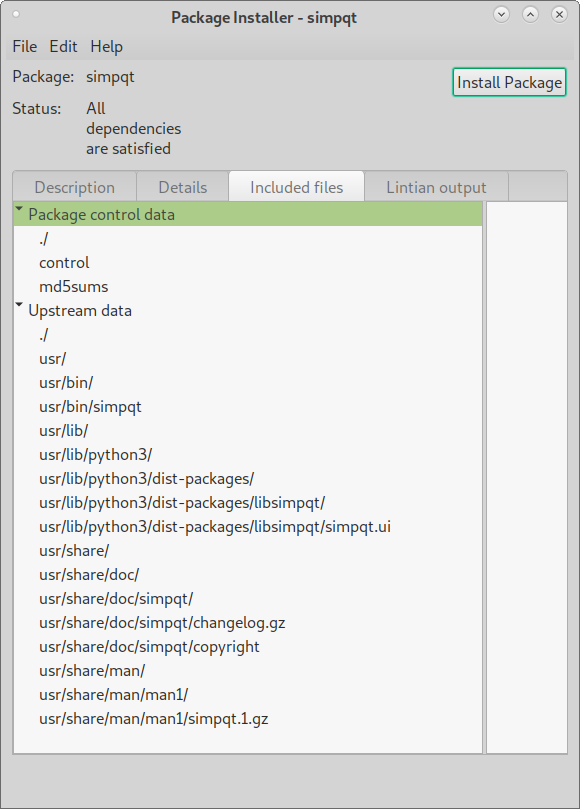 Package Installer - simpqt
File Edit Help
Package: simpqt
Install Package
Status: All
dependencies
are satisfied
Description Details Included files Lintian output
Package control data
./
control
md5sums
Upstream data
./
usr/
usr/bin/
usr/bin/simpqt
usr/lib/
usr/lib/python3/
usr/lib/python3/dist-packages/
usr/lib/python3/dist-packages/libsimpqt/
usr/lib/python3/dist-packages/libsimpqt/simpqt.ui
usr/share/
usr/share/doc/
usr/share/doc/simpqt/
usr/share/doc/simpqt/changelog.gz
usr/share/doc/simpqt/copyright
usr/share/man/
usr/share/man/man1/
usr/share/man/man1/simpqt.1.gz